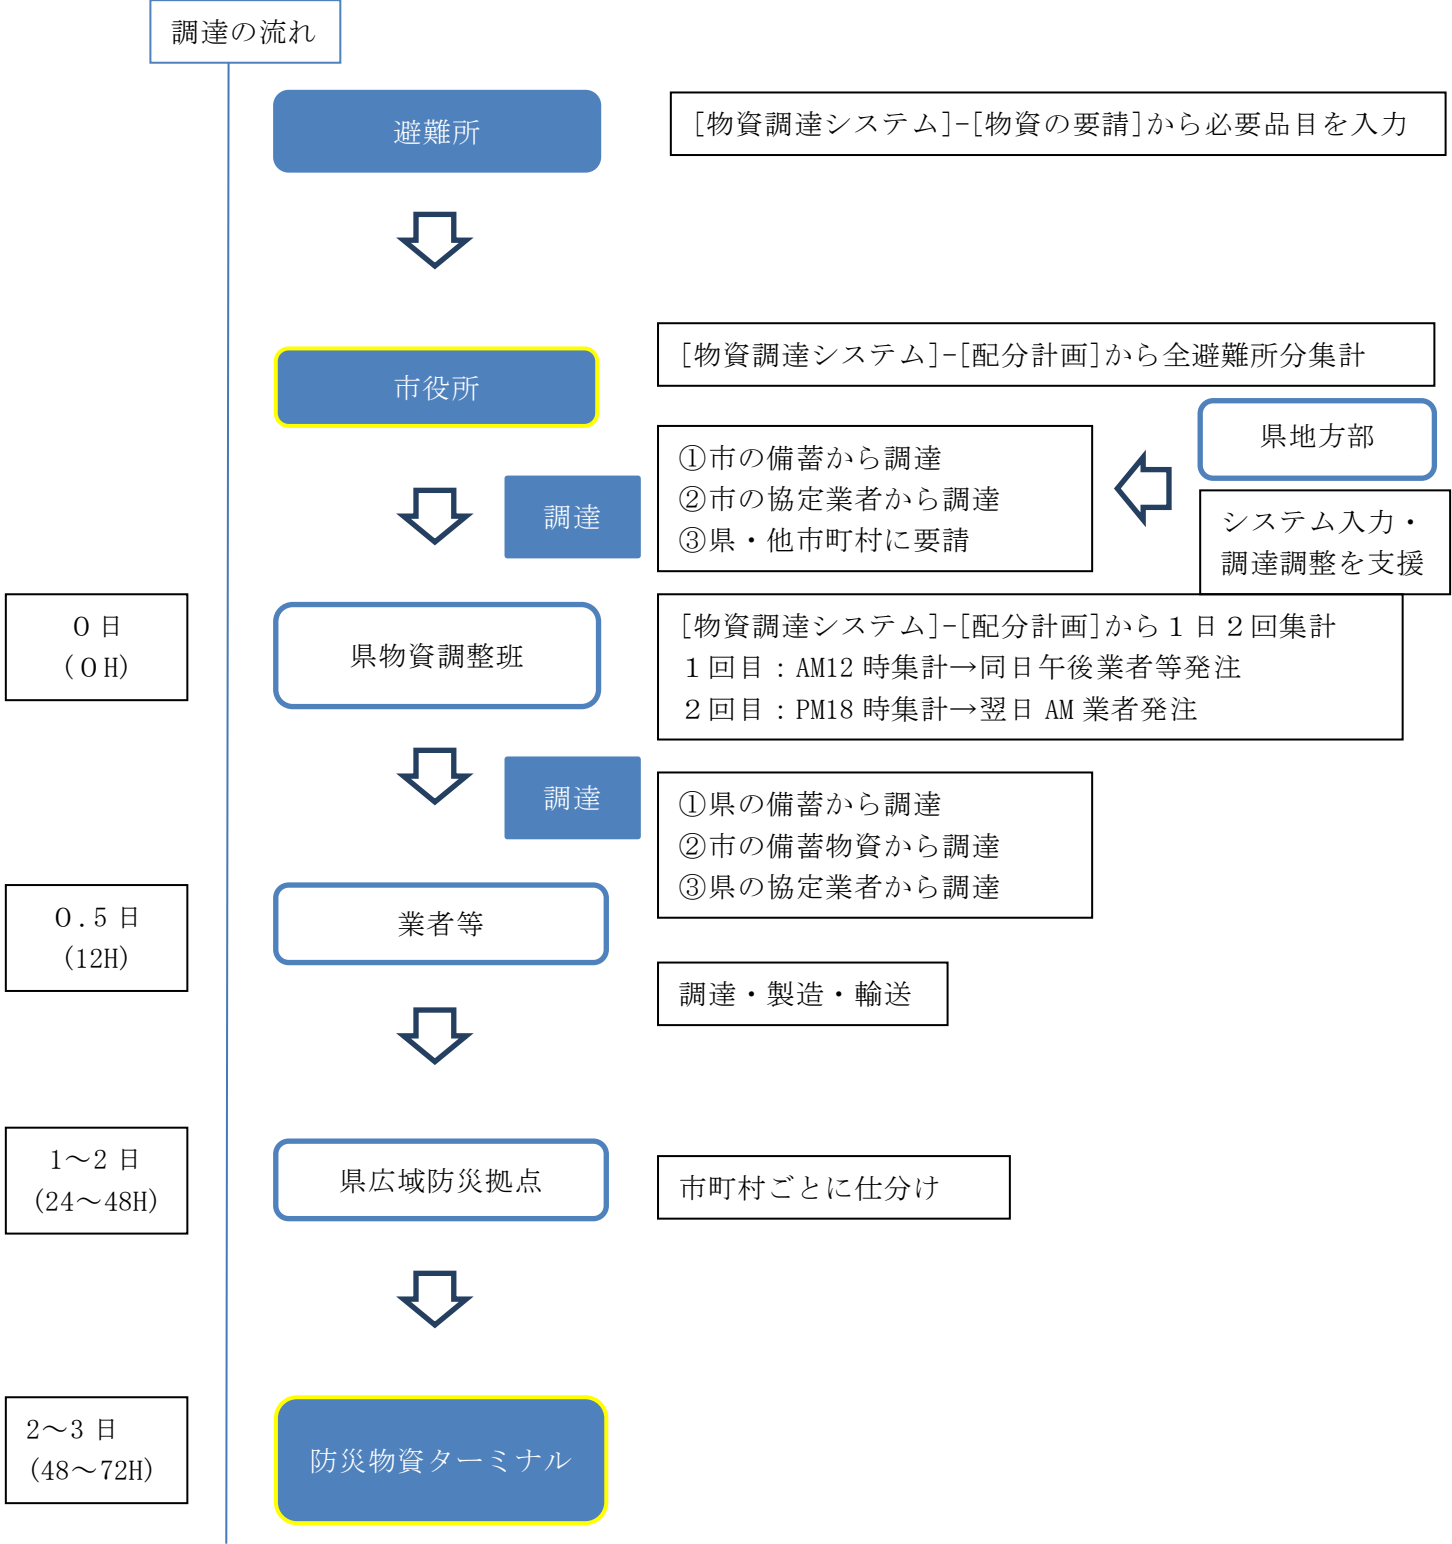 調達の流れ
避難所
[物資調達システム]-[物資の要請]から必要品目を入力
市役所
[物資調達システム]-[配分計画]から全避難所分集計
調達
①市の備蓄から調達
②市の協定業者から調達
③県・他市町村に要請
県地方部
システム入力・
調達調整を支援
０日
(０H)
県物資調整班
[物資調達システム]-[配分計画]から１日２回集計
１回目：AM12 時集計→同日午後業者等発注
２回目：PM18 時集計→翌日 AM 業者発注
調達
①県の備蓄から調達
②市の備蓄物資から調達
③県の協定業者から調達
０.５日
(12H)
業者等
調達・製造・輸送
1～2 日
(24～48H)
県広域防災拠点
市町村ごとに仕分け
2～3 日
(48～72H)
防災物資ターミナル